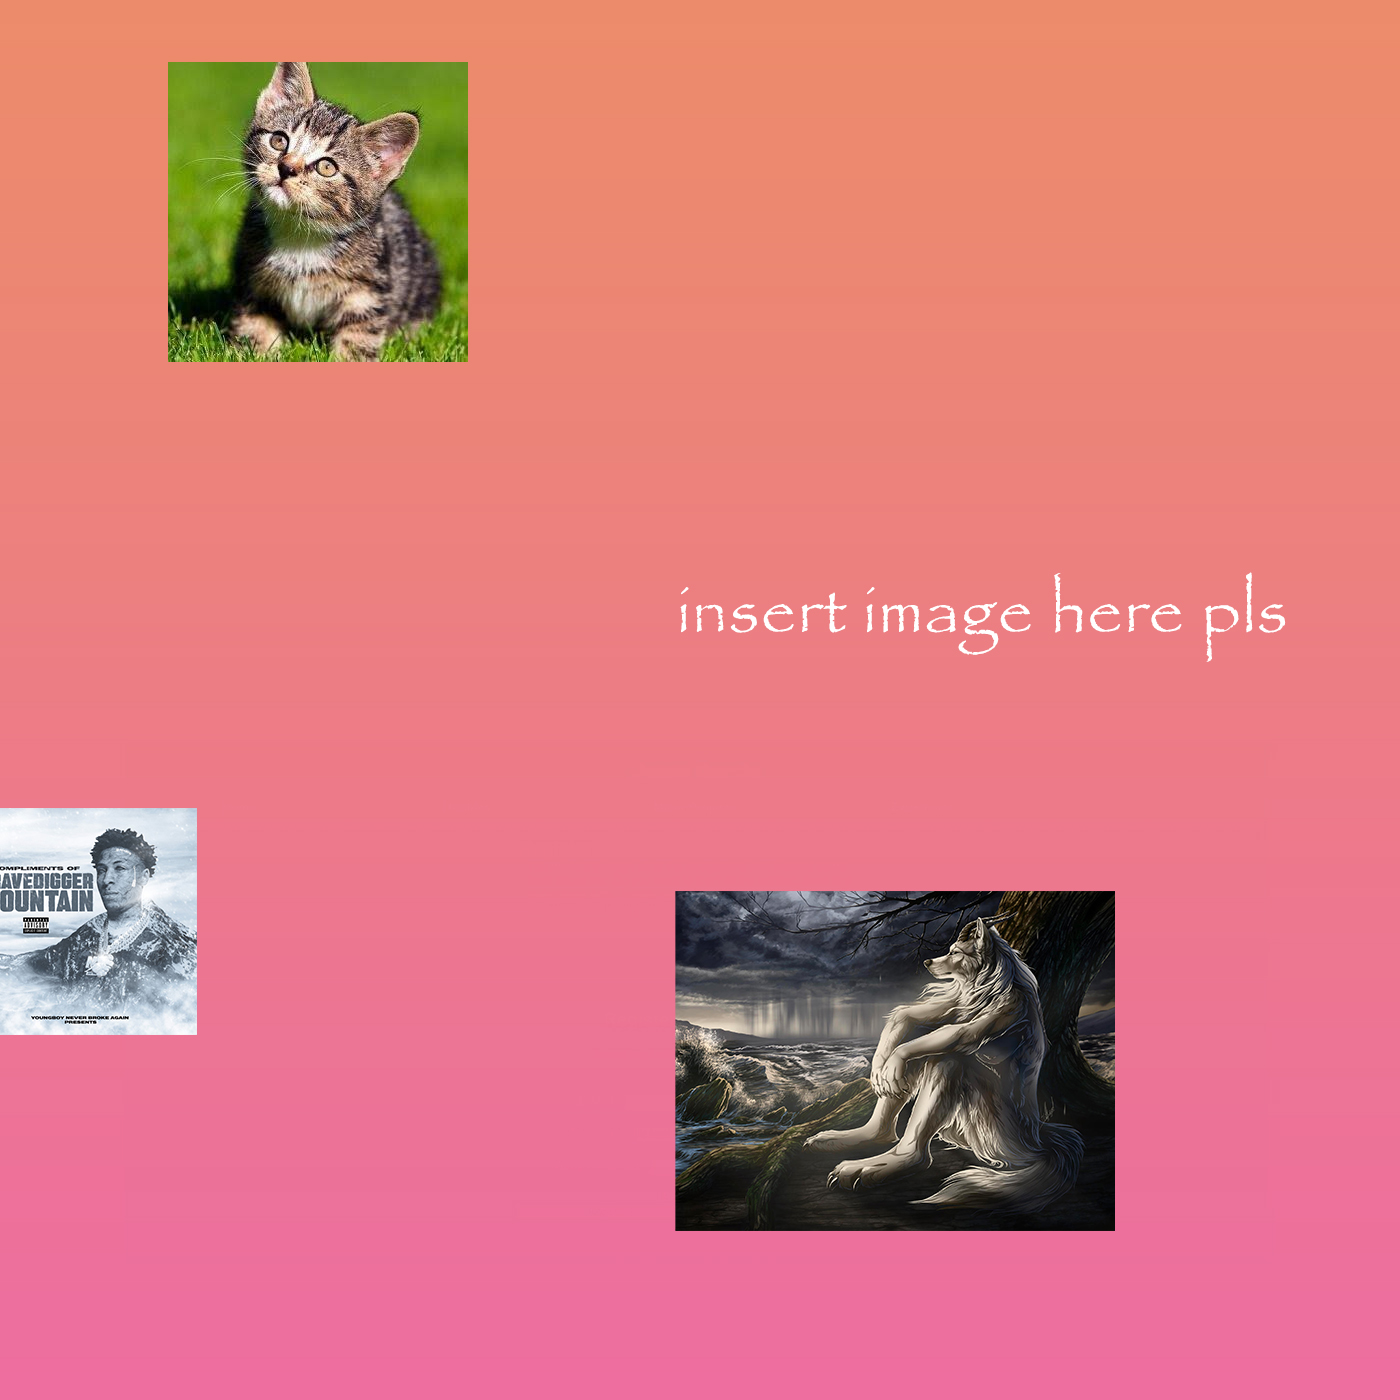 insert image here pls
OMPLIMENTS OF
AVEDIGGER
OUNTAIN
PARENTAL
ADVISORY
EXPLICIT CONTENT
YOUNGBOY NEVER BROKE AGAIN
PRESENTS